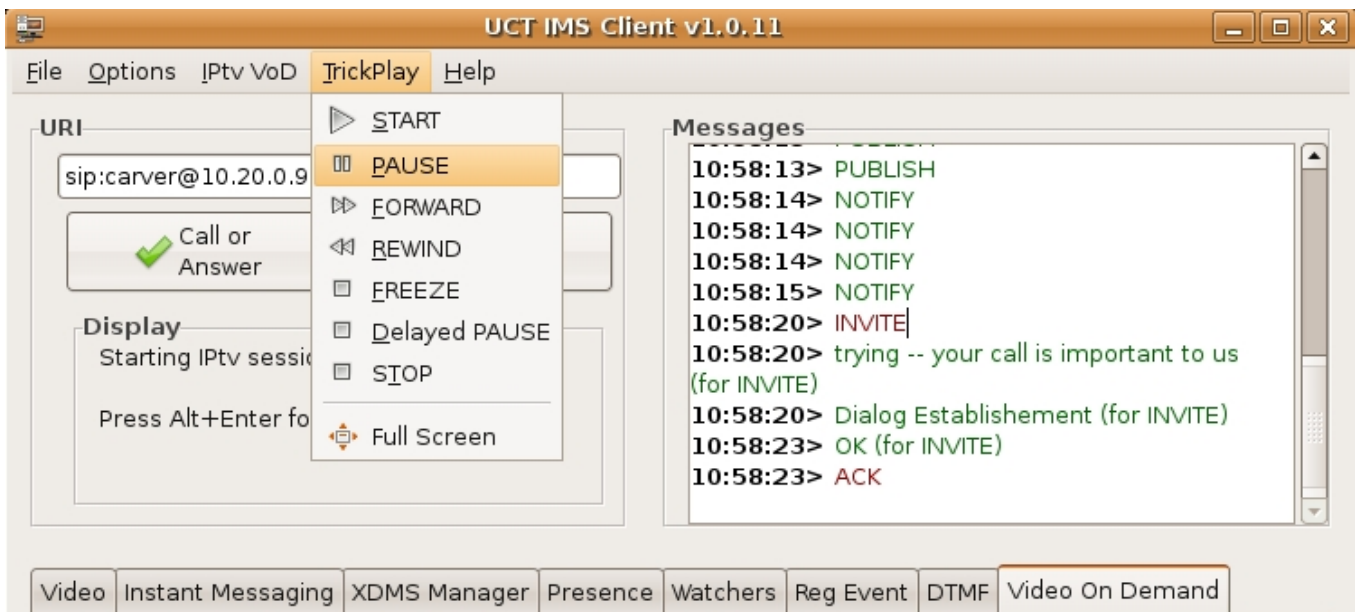 UCT IMS Client v1.0.11
File Options IPtv VoD TrickPlay Help
URI
sip:carver@10.20.0.9
Call or
Answer
Display
Starting IPtv
Press Alt+Enter
START
PAUSE
FORWARD
REWIND
FREEZE
Delayed PAUSE
STOP
Full Screen
Messages
10:58:13> PUBLISH
10:58:14> NOTIFY
10:58:14> NOTIFY
10:58:14> NOTIFY
10:58:15> NOTIFY
10:58:20> INVITE
10:58:20> trying -- your call is important to us
(for INVITE)
10:58:20> Dialog Establishement (for INVITE)
10:58:23> OK (for INVITE)
10:58:23> ACK
Video Instant Messaging XDMS Manager Presence Watchers Reg Event DTMF Video On Demand